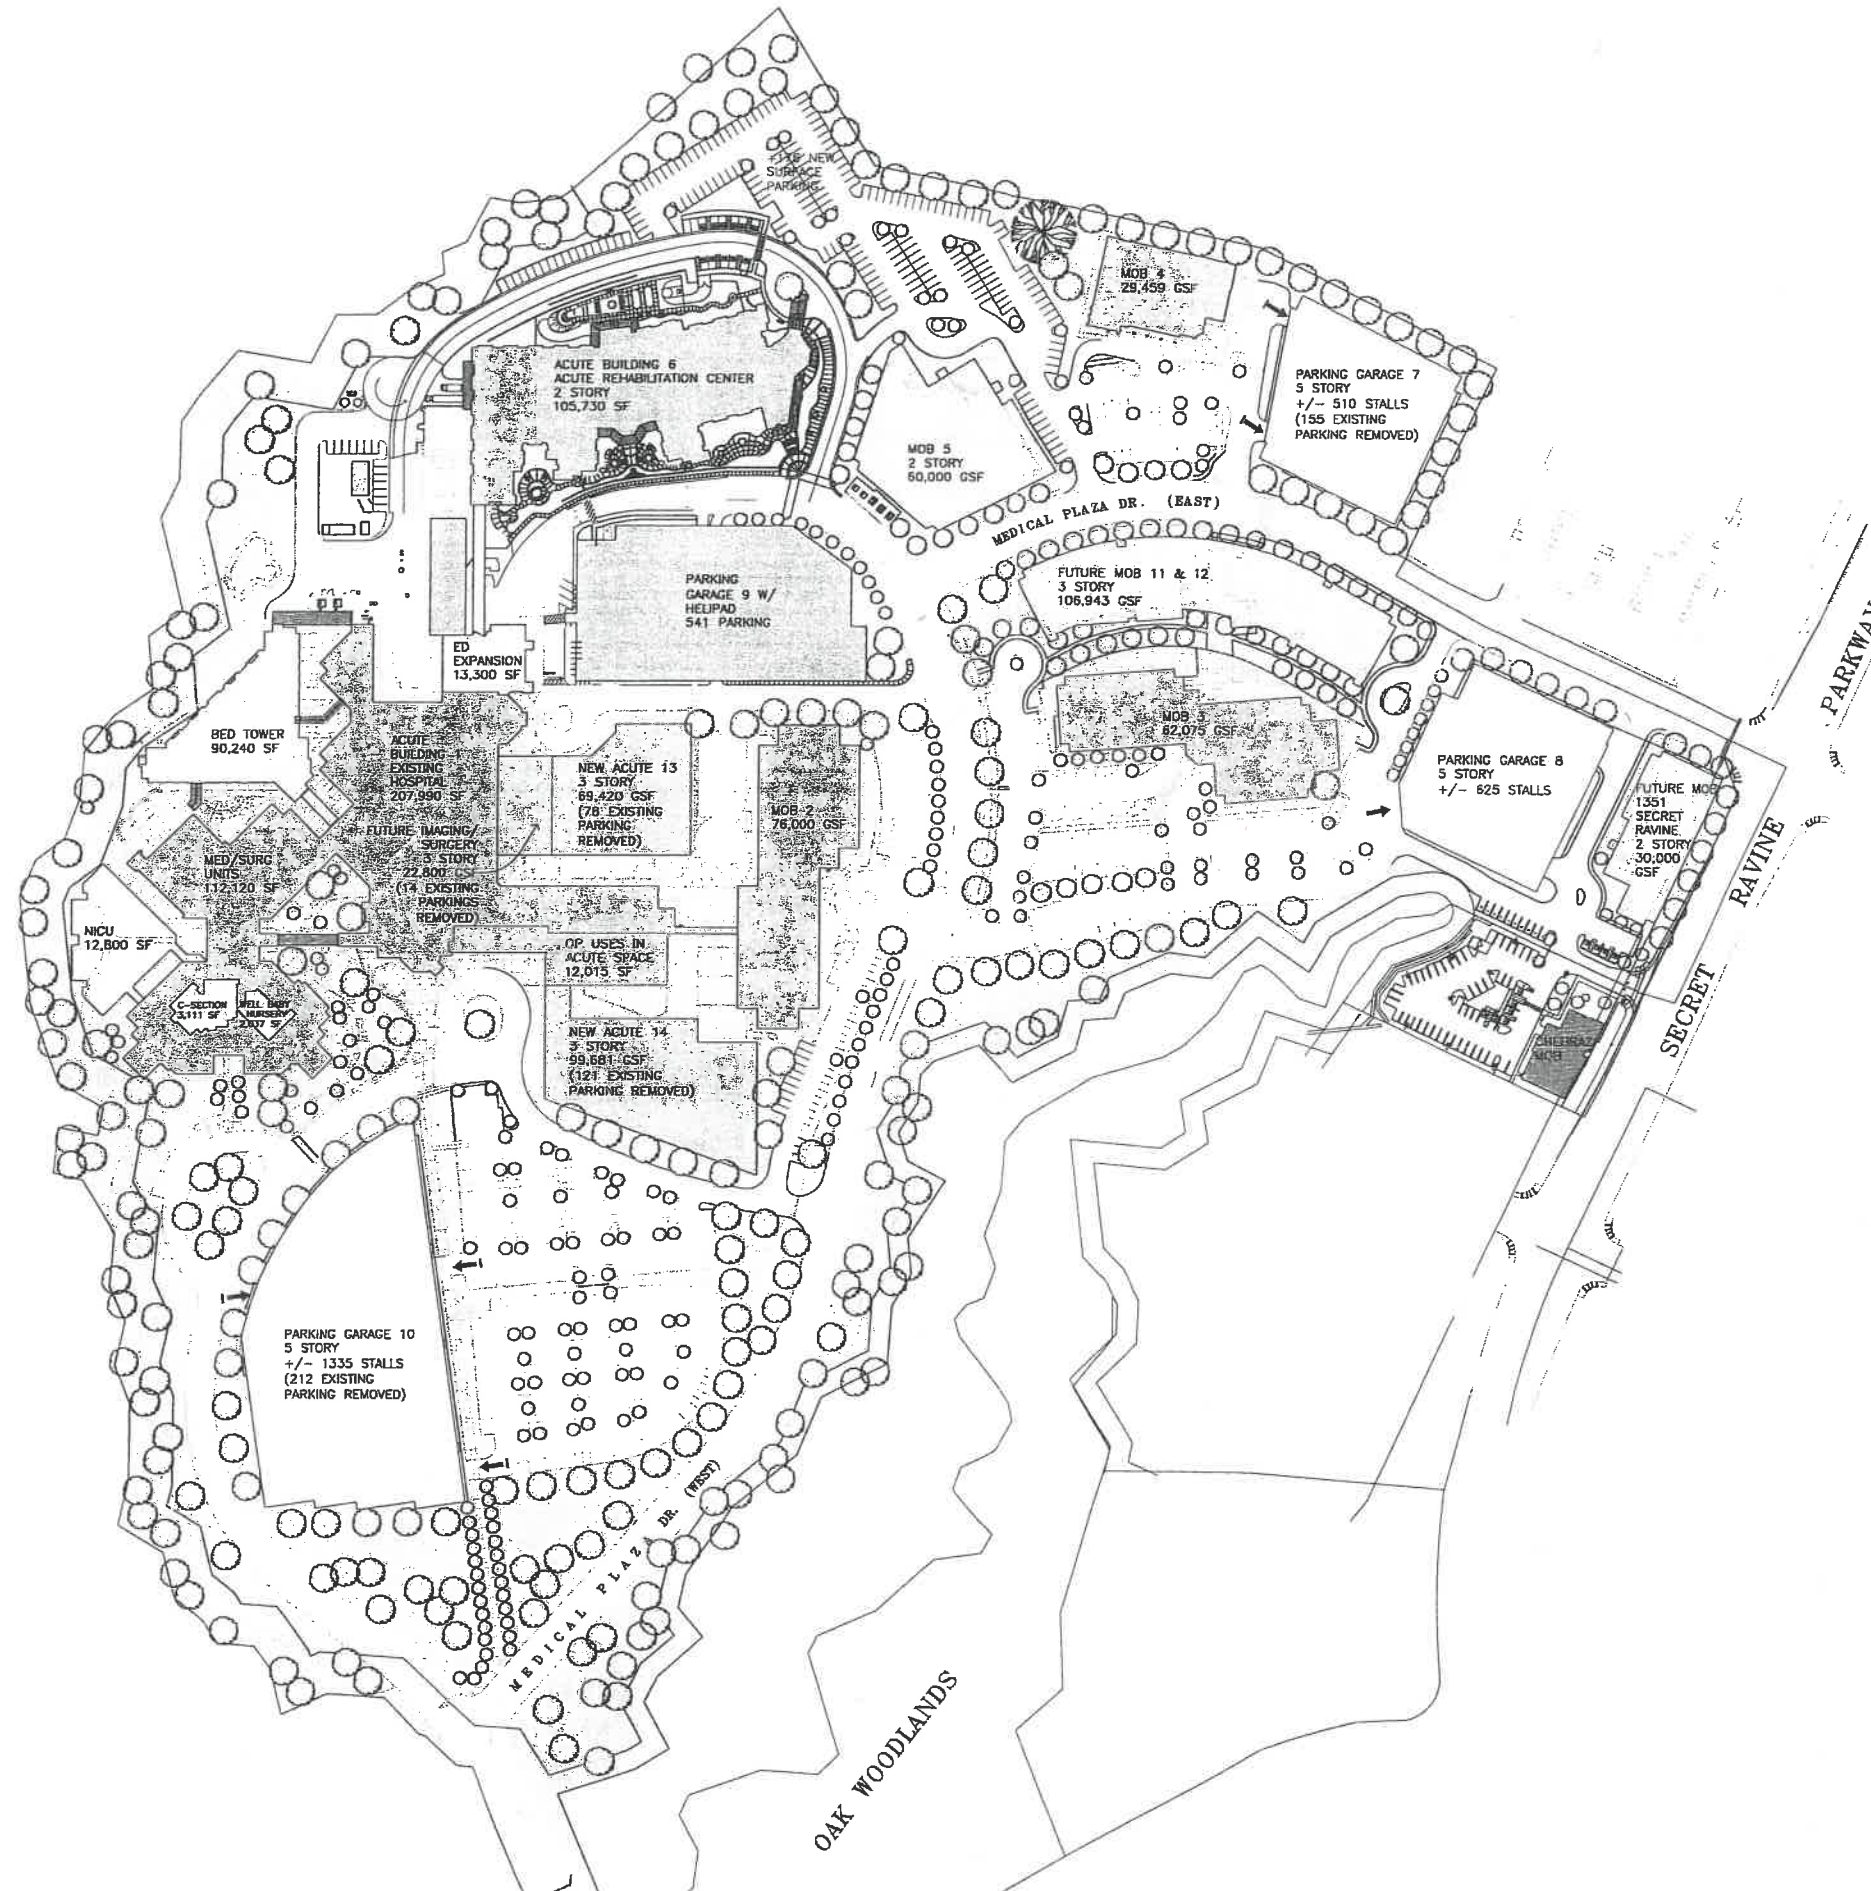 NEW
SURFACE
PARKING
MOB 4
29,459 GSF
ACUTE BUILDING 6
ACUTE REHABILITATION CENTER
2 STORY
105,730 SF
PARKING GARAGE 7
5 STORY
+/- 510 STALLS
(155 EXISTING
PARKING REMOVED)
MOB 5
2 STORY
60,000 GSF
MEDICAL PLAZA DR. (EAST)
PARKING
GARAGE 9 W/
HELIPAD
541 PARKING
FUTURE MOB 11 & 12
3 STORY
106,943 GSF
ED
EXPANSION
13,300 SF
BED TOWER
90,240 SF
ACUTE
BUILDING 1
EXISTING
HOSPITAL
207,990 SF
NEW ACUTE 13
3 STORY
69,420 GSF
(78 EXISTING
PARKING
REMOVED)
MOB 2
76,000 GSF
MOB 3
62,075 GSF
PARKING GARAGE 8
5 STORY
+/- 625 STALLS
FUTURE MOB
1351
SECRET
RAVINE
2 STORY
30,000
GSF
FUTURE IMAGING/
SURGERY
3 STORY
22,800 GSF
(14 EXISTING
PARKINGS
REMOVED)
MED/SURG
UNITS
112,120 SF
NICU
12,800 SF
OP USES IN
ACUTE SPACE
12,015 SF
C-SECTION
3,111 SF
WELL BABY
NURSERY
NEW ACUTE 14
3 STORY
99,681 GSF
(121 EXISTING
PARKING REMOVED)
MOB
SECRET RAVINE PARKWAY
PARKING GARAGE 10
5 STORY
+/- 1335 STALLS
(212 EXISTING
PARKING REMOVED)
MEDICAL PLAZ DR. (WEST)
OAK WOODLANDS